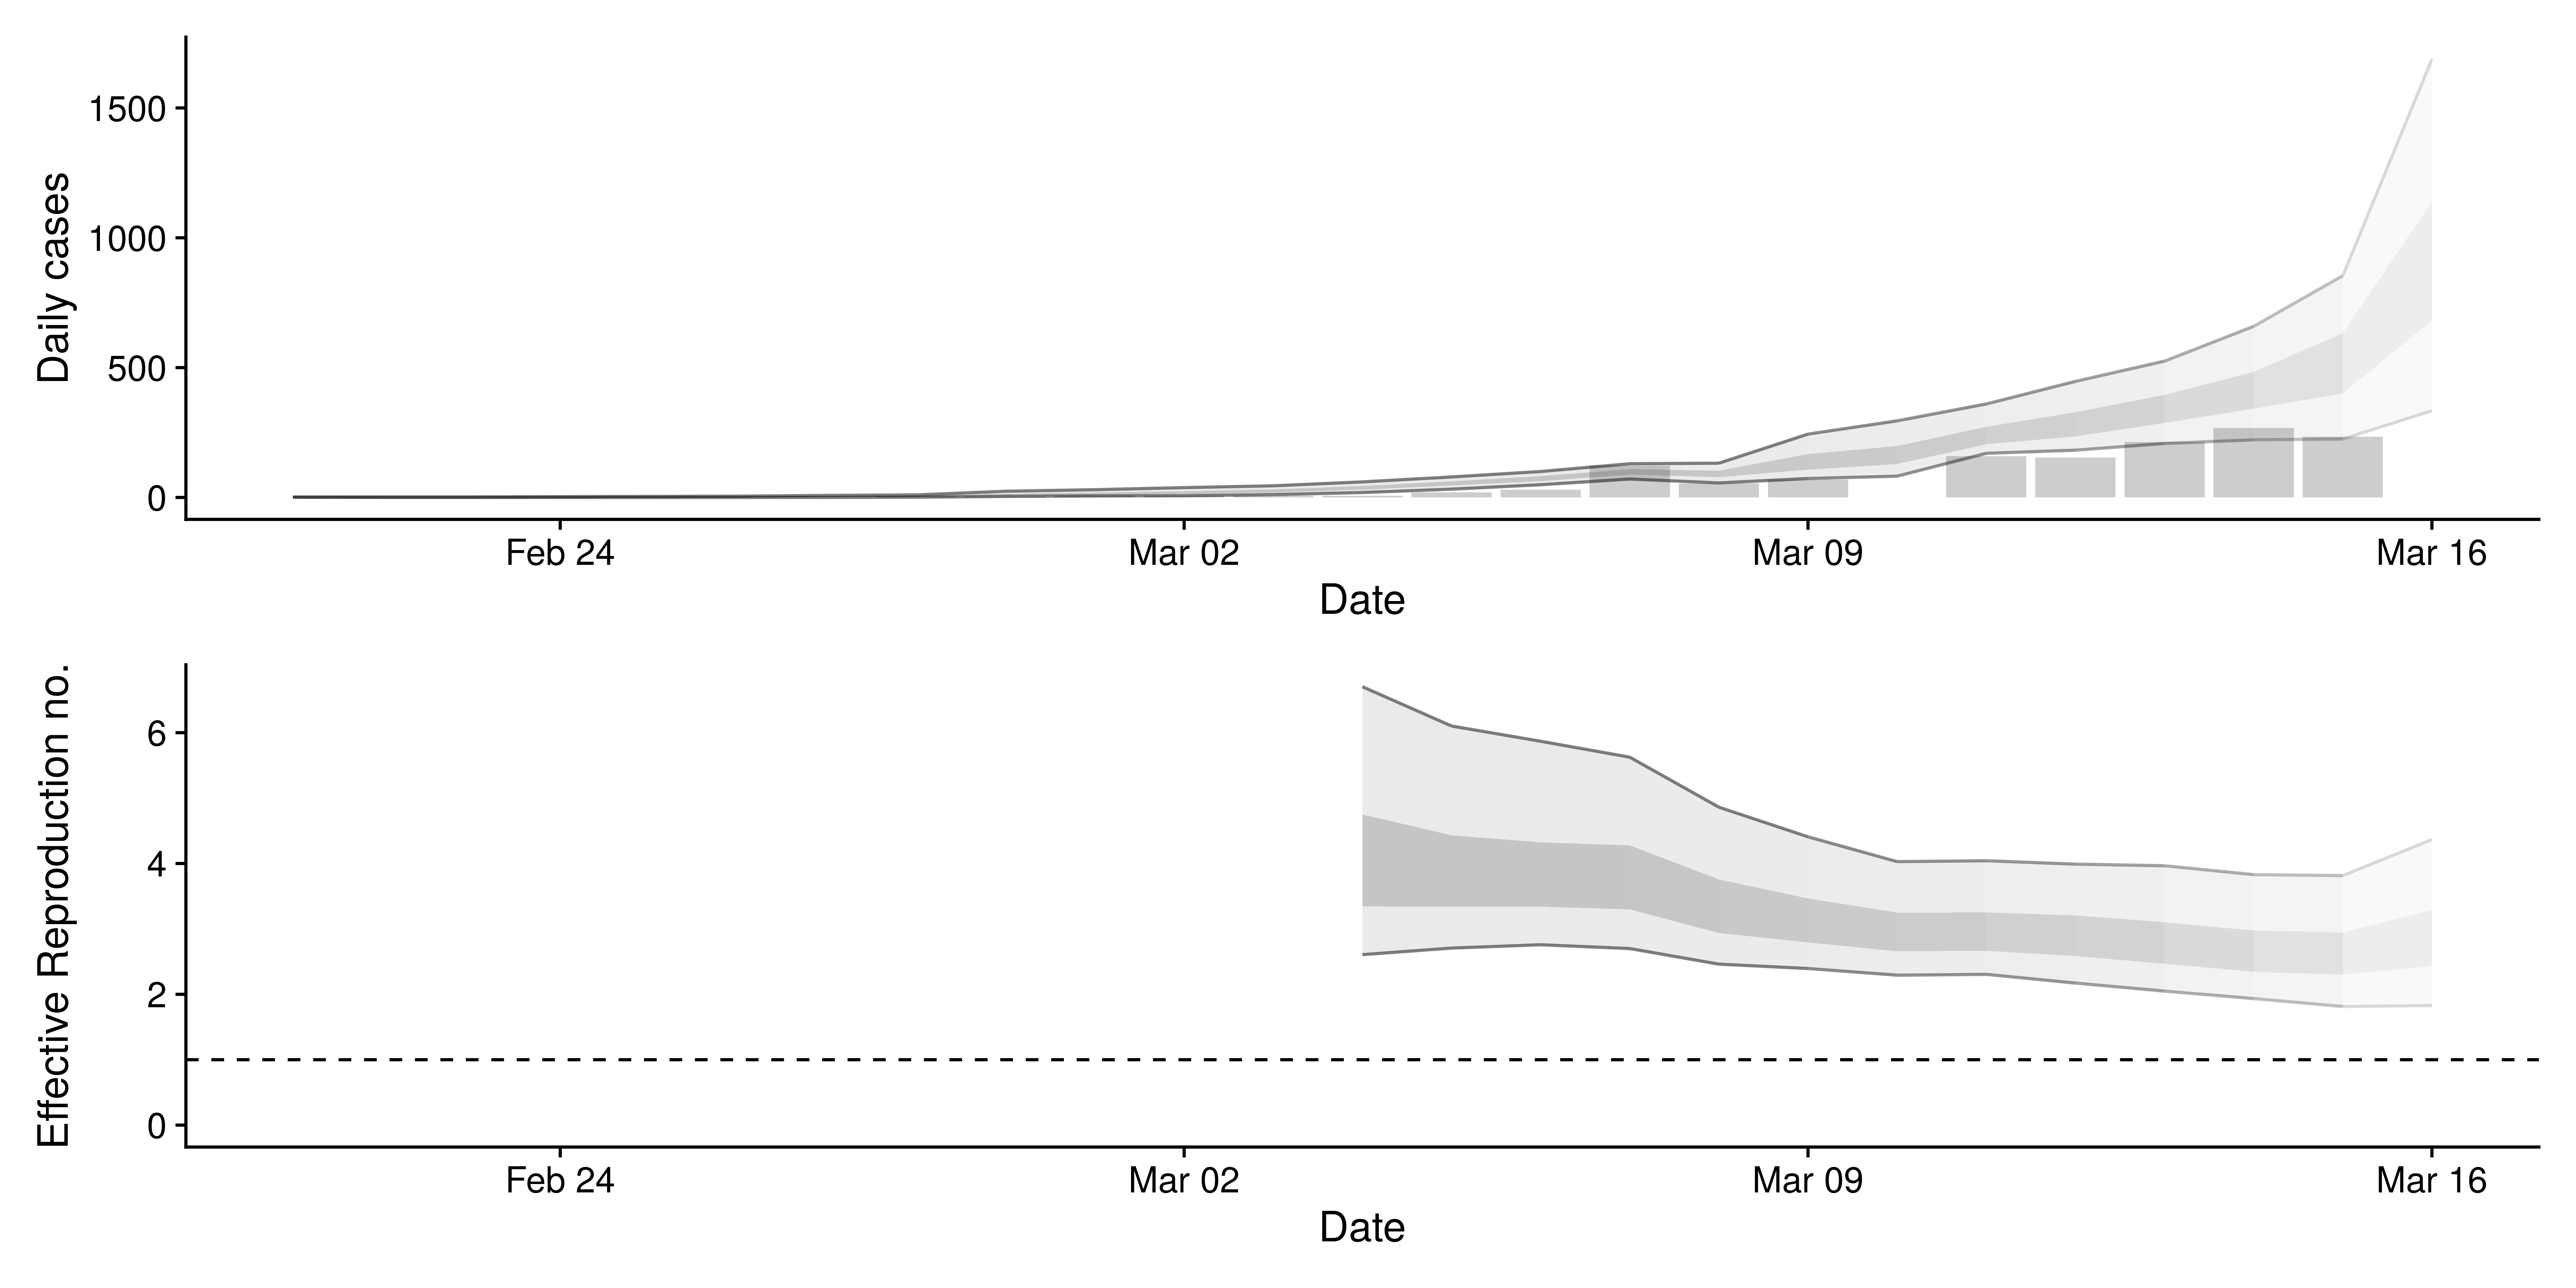 Daily cases
1500
1000
500
0
Feb 24 Mar 02 Mar 09 Mar 16
Date
Effective Reproduction no.
6
4
2
0
Feb 24 Mar 02 Mar 09 Mar 16
Date